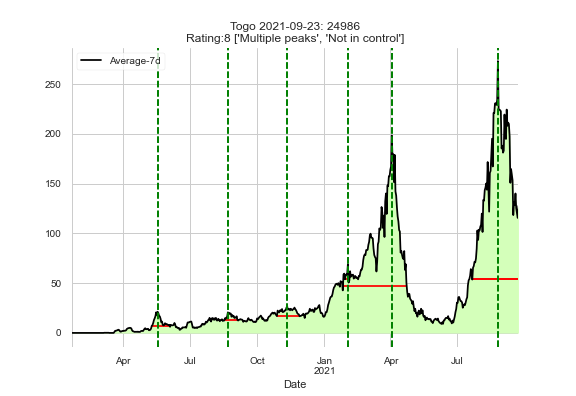 Togo 2021-09-23: 24986
Rating:8 ['Multiple peaks', 'Not in control']
Average-7d
250
200
150
100
50
0
Apr Jul Oct Jan Apr Jul
2021
Date